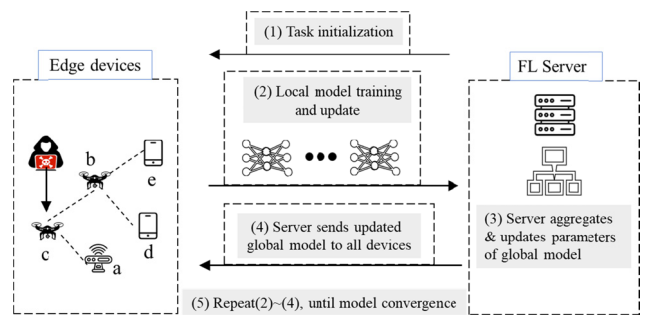 (1) Task initialization
Edge devices
FL Server
(2) Local model training
and update
b
e
c
a
d
(4) Server sends updated
global model to all devices
(3) Server aggregates
& updates parameters
of global model
(5) Repeat(2)~(4), until model convergence